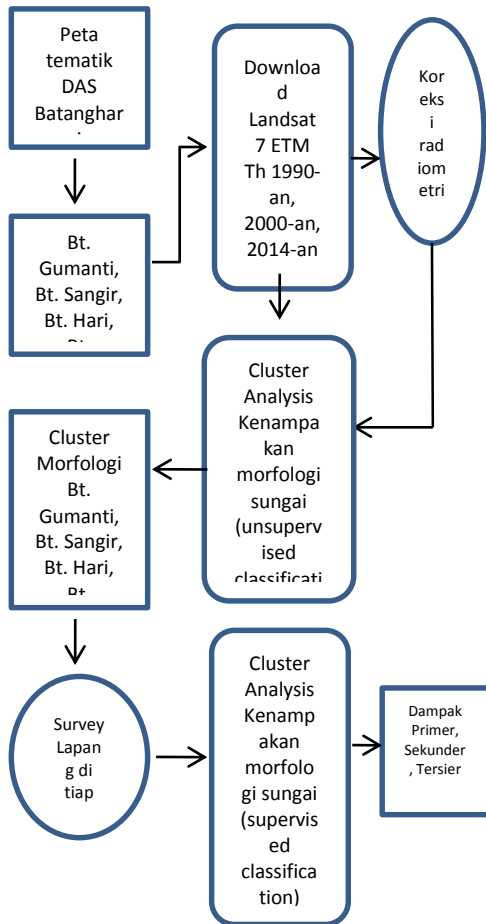 Peta
tematik
DAS
Batanghar
Bt.
Gumanti,
Bt. Sangir,
Bt. Hari,
Downloa
d
Landsat
7 ETM
Th 1990-
an,
2000-an,
2014-an
Kor
eks
i
rad
iom
etri
Cluster
Analysis
Kenampa
kan
morfologi
sungai
(unsuperv
ised
classificati
Cluster
Morfologi
Bt.
Gumanti,
Bt. Sangir,
Bt. Hari,
Bt.
Survey
Lapan
g di
tiap
Cluster
Analysis
Kenamp
akan
morfolo
gi sungai
(supervis
ed
classifica
tion)
Dampak
Primer,
Sekunder
, Tersier